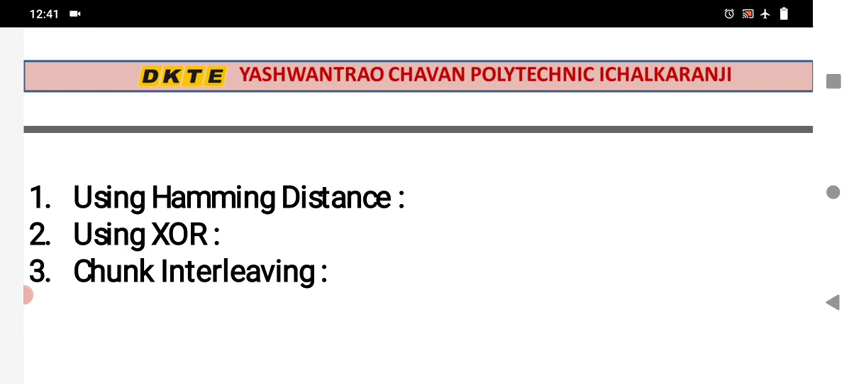 12:41
DKTE YASHWANTRAO CHAVAN POLYTECHNIC ICHALKARANJI
1. Using Hamming Distance :
2. Using XOR :
3. Chunk Interleaving :